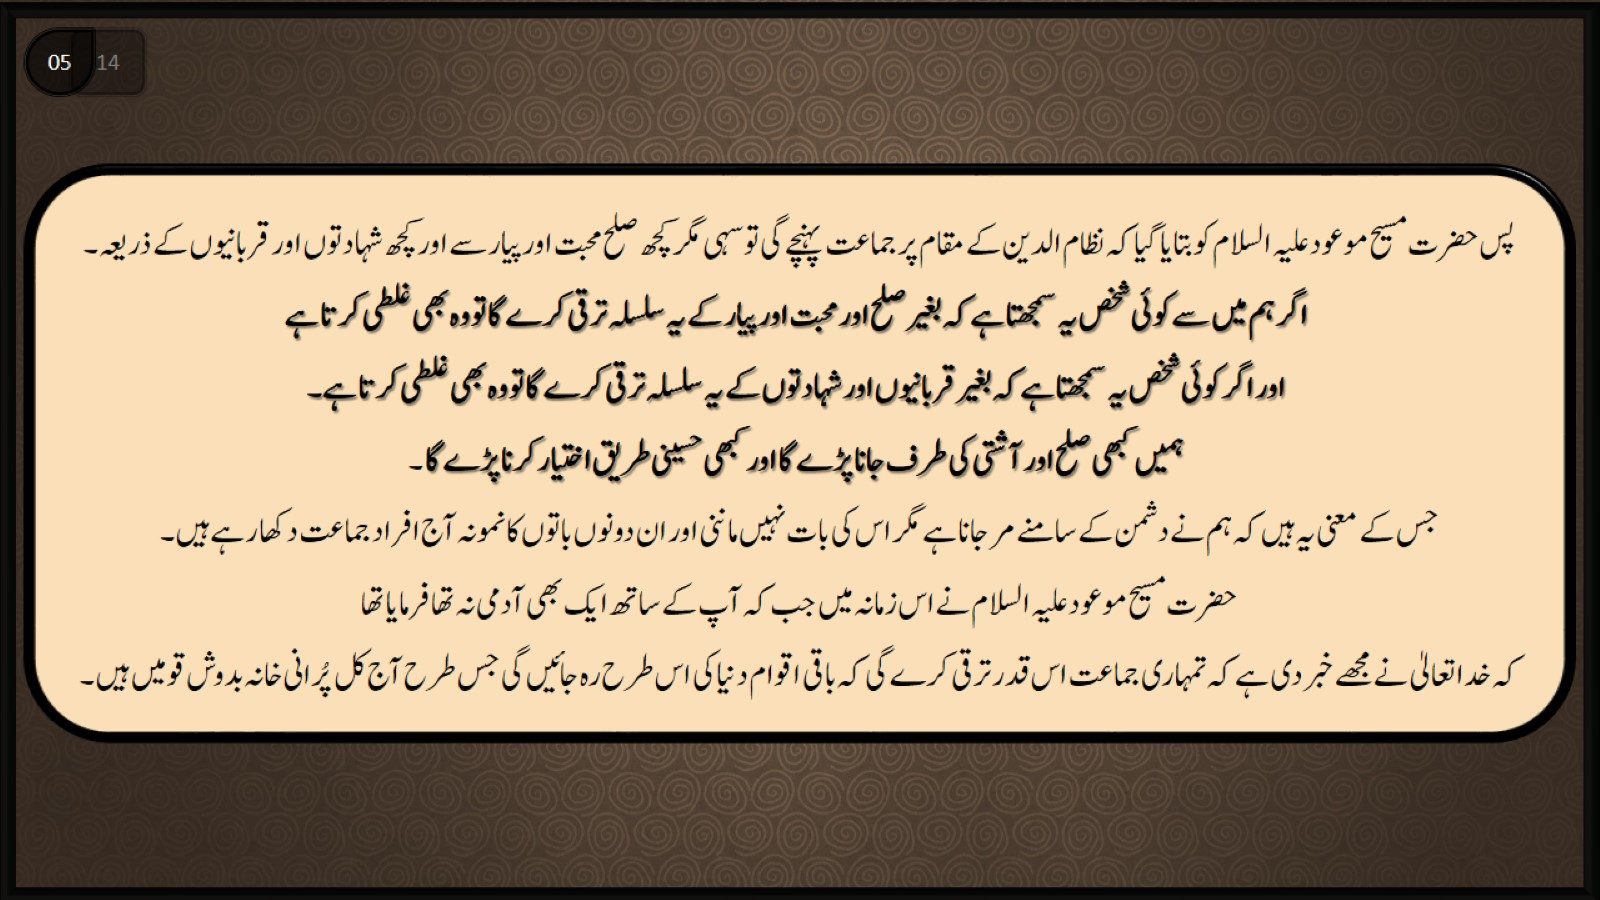 05 14
پس حضرت مسیح موعود علیہ السلام کو بتایا گیا کہ نظام الدین کے مقام پر جماعت پہنچے گی تو سہی مگر کچھ صلح محبت اور پیار سے اور کچھ شہادتوں اور قربانیوں کے ذریعہ۔
اگر ہم میں سے کوئی شخص یہ سمجھتا ہے کہ بغیر صلح اور محبت اور پیار کے یہ سلسلہ ترقی کرے گا تو وہ بھی غلطی کرتا ہے
اور اگر کوئی شخص یہ سمجھتا ہے کہ بغیر قربانیوں اور شہادتوں کے یہ سلسلہ ترقی کرے گا تو وہ بھی غلطی کرتا ہے۔
ہمیں کبھی صلح اور آشتی کی طرف جانا پڑے گا اور کبھی حسینی طریق اختیار کرنا پڑے گا۔
جس کے معنی یہ ہیں کہ ہم نے دشمن کے سامنے مر جانا ہے مگر اس کی بات نہیں ماننی اور ان دونوں باتوں کا نمونہ آج افراد جماعت دکھا رہے ہیں۔
حضرت مسیح موعود علیہ السلام نے اس زمانہ میں جب کہ آپ کے ساتھ ایک بھی آدمی نہ تھا فرمایا تھا
کہ خدا تعالیٰ نے مجھے خبر دی ہے کہ تمہاری جماعت اس قدر ترقی کرے گی کہ باقی اقوام دنیا کی اس طرح رہ جائیں گی جس طرح آج کل پُرانی خانہ بدوش قومیں ہیں۔